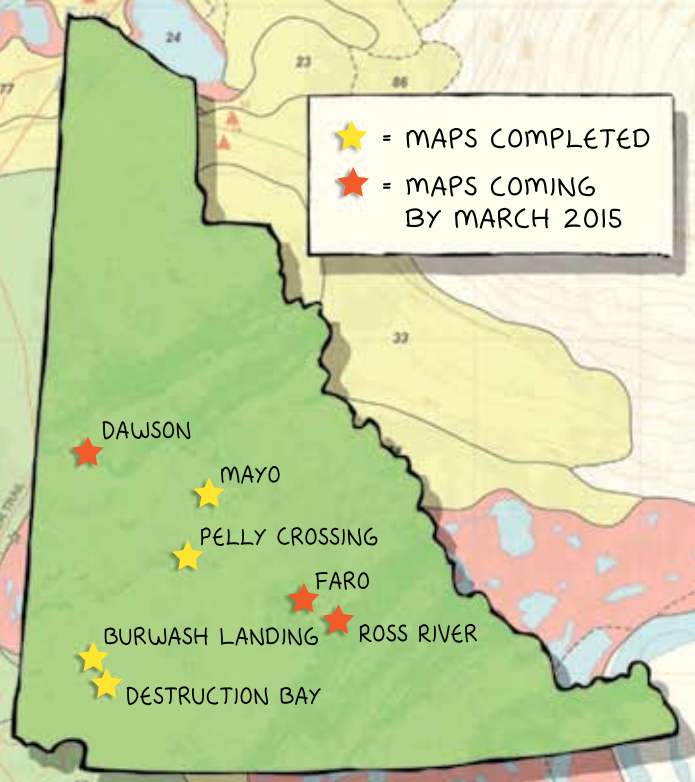 24
23
77
86
= MAPS COMPLETED
= MAPS COMING
BY MARCH 2015
33
DAWSON
MAYO
PELLY CROSSING
TRAIL
FARO
BURWASH LANDING
ROSS RIVER
DESTRUCTION BAY